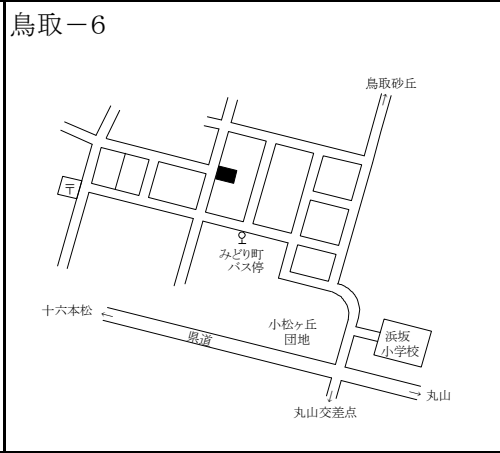 鳥取－6
鳥取砂丘
〒
みどり町
バス停
十六本松
小松ヶ丘
団地
県道
浜坂
小学校
丸山
丸山交差点